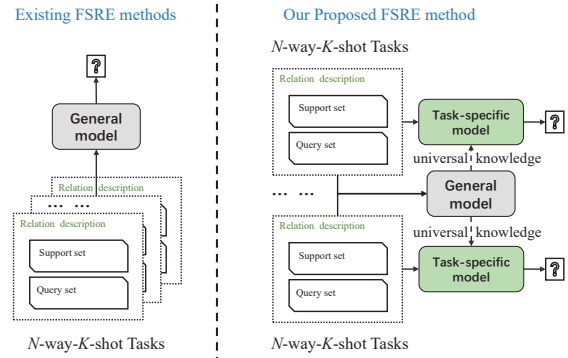 Existing FSRE methods
?
General
model
Relation description
... ...
Relation description
Support set
Query set
N-way-K-shot Tasks
Our Proposed FSRE method
N-way-K-shot Tasks
Relation description
Support set
Query set
Task-specific
model
?
universal knowledge
... ...
General
model
universal knowledge
Relation description
Support set
Query set
Task-specific
model
?
N-way-K-shot Tasks